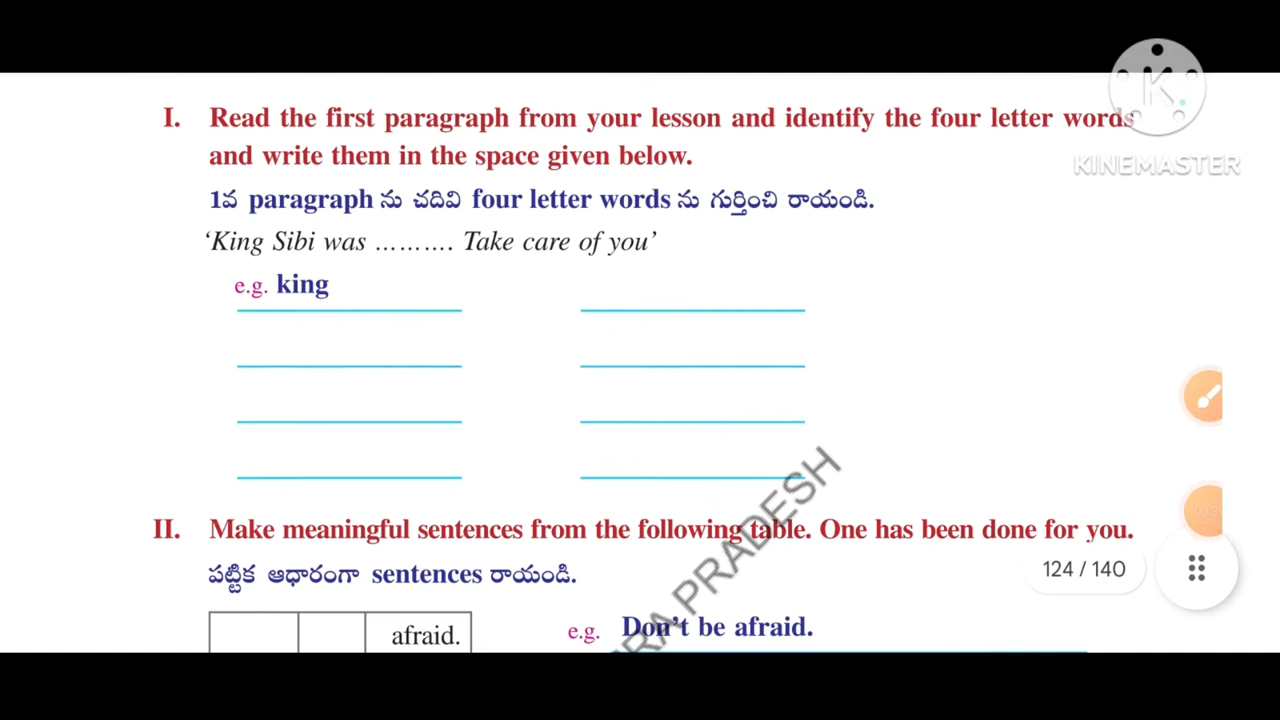 KINEMASTER
I. Read the first paragraph from your lesson and identify the four letter words
and write them in the space given below.
1వ paragraph ను చదివి four letter words ను గుర్తించి రాయండి.
‘King Sibi was ………. Take care of you’
e.g. king
II. Make meaningful sentences from the following table. One has been done for you.
పట్టిక ఆధారంగా sentences రాయండి.
124 / 140
afraid.
e.g. Don’t be afraid.
RA PRADESH